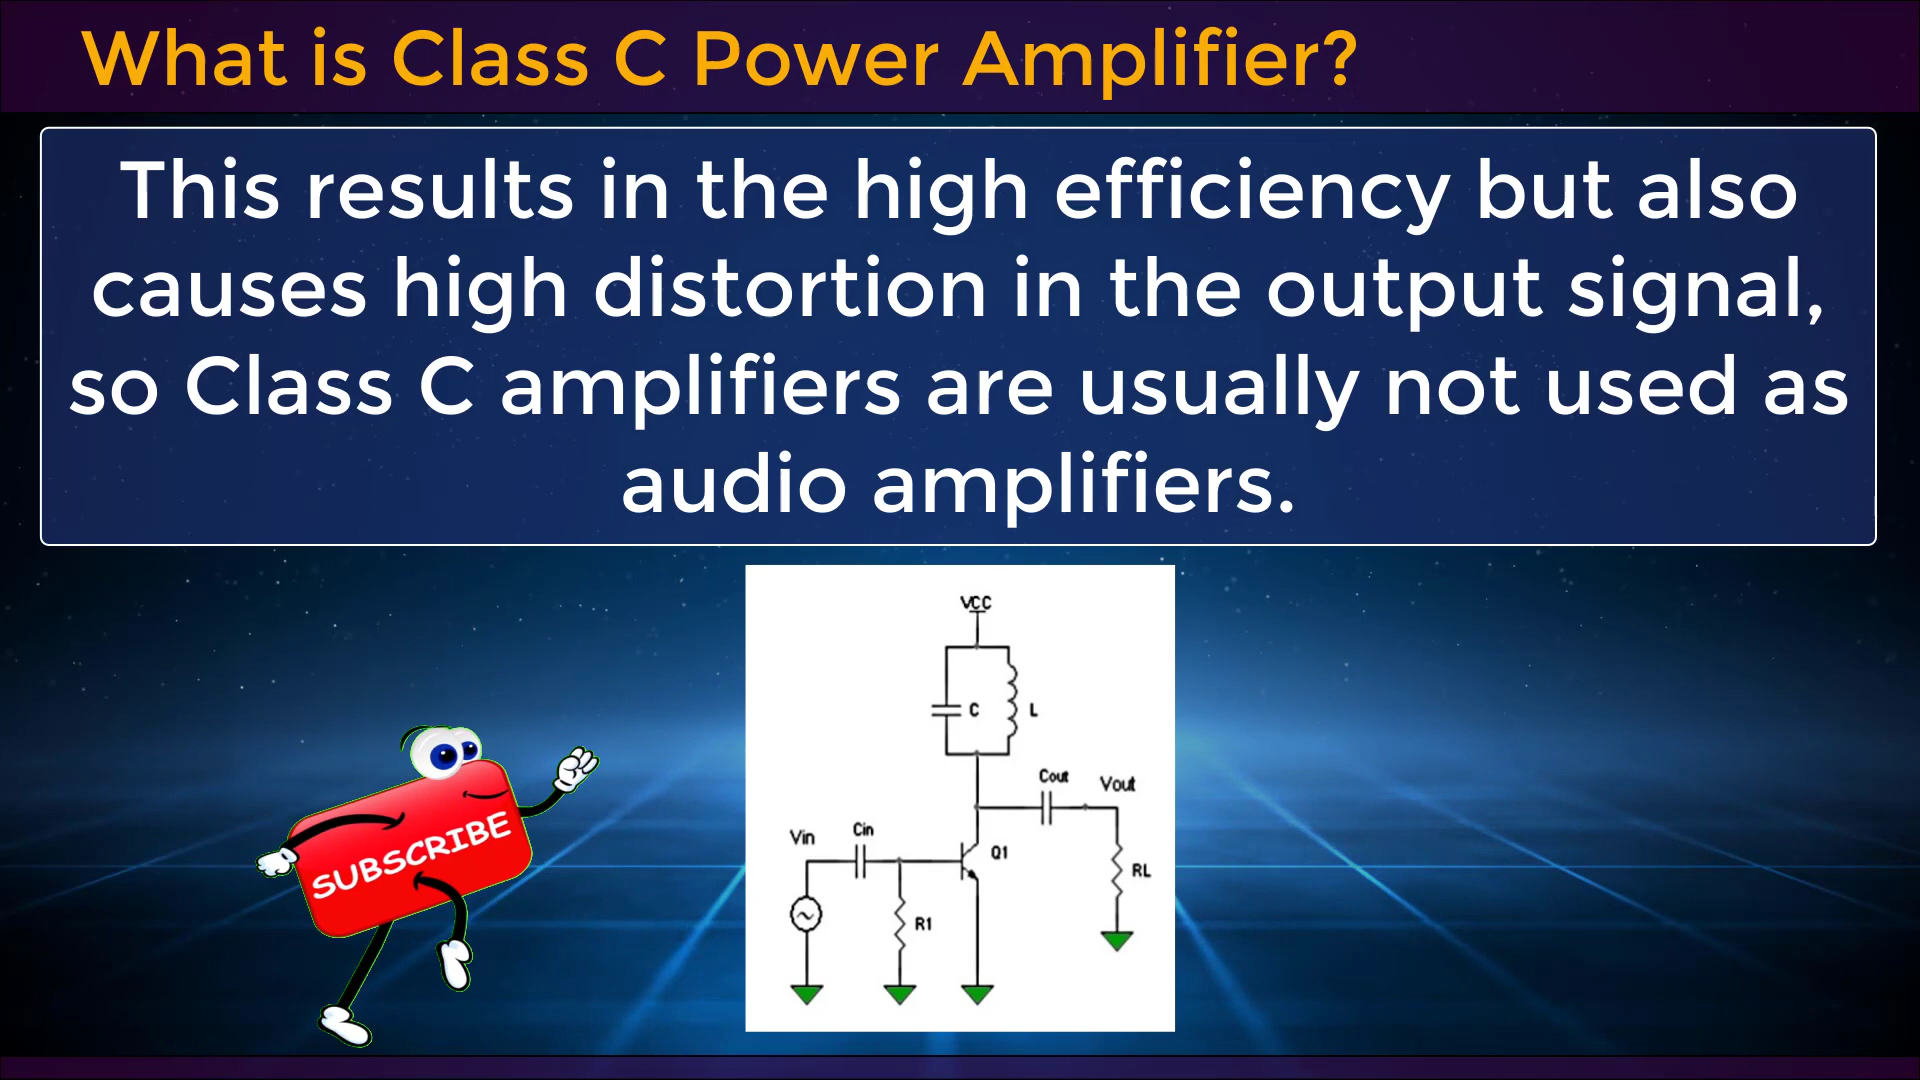 What is Class C Power Amplifier?
This results in the high efficiency but also
causes high distortion in the output signal,
so Class C amplifiers are usually not used as
audio amplifiers.
VCC
C
L
Cout
Vout
Vin
Cin
Q1
RL
R1
SUBSCRIBE